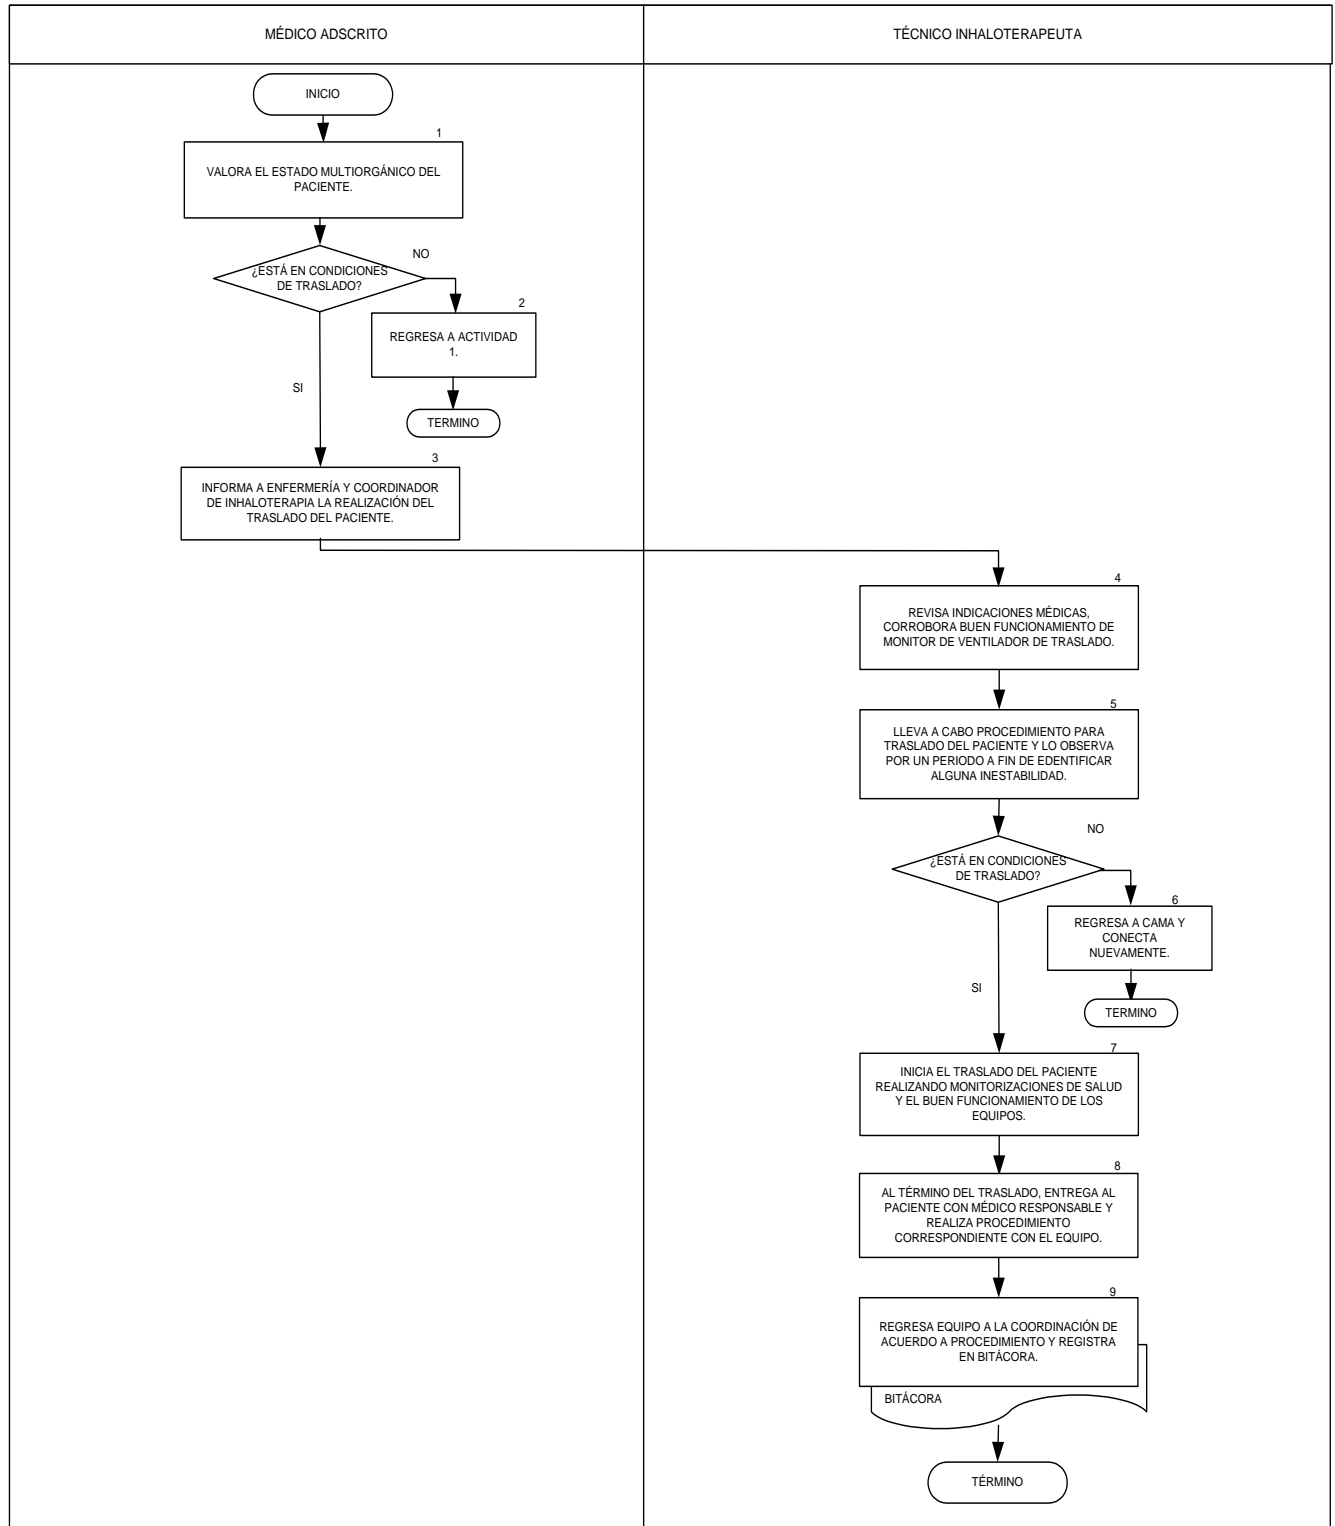 MÉDICO ADSCRITO
TÉCNICO INHALOTERAPEUTA
INICIO
1
VALORA EL ESTADO MULTIORGÁNICO DEL
PACIENTE.
¿ESTÁ EN CONDICIONES
DE TRASLADO?
NO
2
REGRESA A ACTIVIDAD
1.
TERMINO
SI
3
INFORMA A ENFERMERÍA Y COORDINADOR
DE INHALOTERAPIA LA REALIZACIÓN DEL
TRASLADO DEL PACIENTE.
4
REVISA INDICACIONES MÉDICAS,
CORROBORA BUEN FUNCIONAMIENTO DE
MONITOR DE VENTILADOR DE TRASLADO.
5
LLEVA A CABO PROCEDIMIENTO PARA
TRASLADO DEL PACIENTE Y LO OBSERVA
POR UN PERIODO A FIN DE EDENTIFICAR
ALGUNA INESTABILIDAD.
¿ESTÁ EN CONDICIONES
DE TRASLADO?
NO
6
REGRESA A CAMA Y
CONECTA
NUEVAMENTE.
TERMINO
SI
7
INICIA EL TRASLADO DEL PACIENTE
REALIZANDO MONITORIZACIONES DE SALUD
Y EL BUEN FUNCIONAMIENTO DE LOS
EQUIPOS.
8
AL TÉRMINO DEL TRASLADO, ENTREGA AL
PACIENTE CON MÉDICO RESPONSABLE Y
REALIZA PROCEDIMIENTO
CORRESPONDIENTE CON EL EQUIPO.
9
REGRESA EQUIPO A LA COORDINACIÓN DE
ACUERDO A PROCEDIMIENTO Y REGISTRA
EN BITÁCORA.
BITÁCORA
TÉRMINO